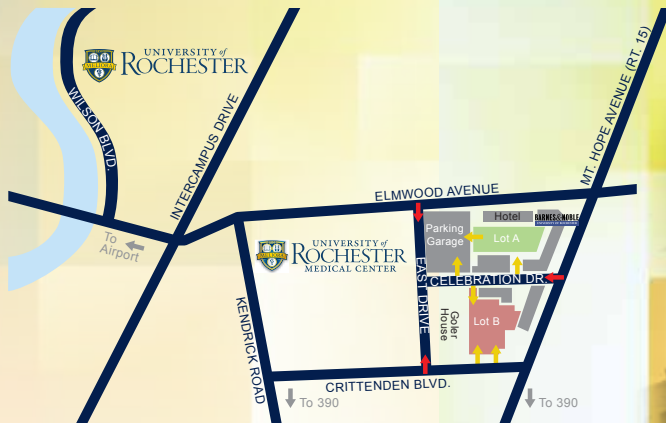 UNIVERSITY of
ROCHESTER
MELIORA
WILSON BLVD.
INTERCAMPUS DRIVE
MT. HOPE AVENUE (RT. 15)
ELMWOOD AVENUE
To
Airport
UNIVERSITY of
ROCHESTER
MEDICAL CENTER
MELIORA
Parking
Garage
Hotel
BARNES & NOBLE
Lot A
EAST DRIVE
CELEBRATION DR.
Goler
House
Lot B
KENDRICK ROAD
CRITTENDEN BLVD.
To 390
To 390